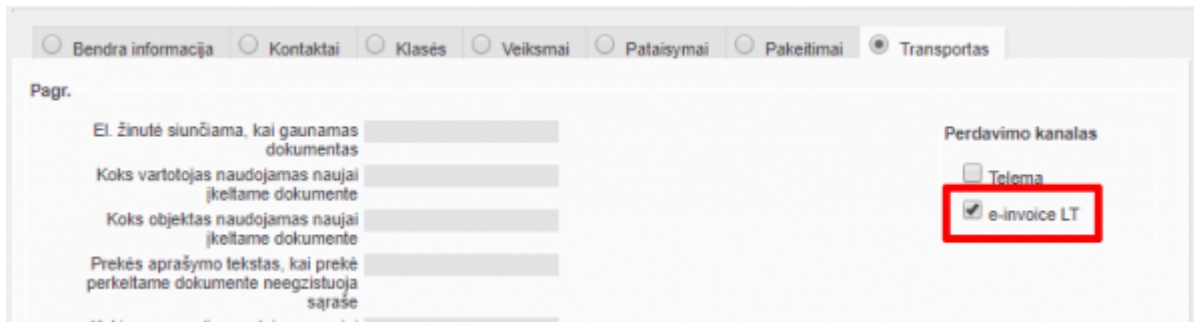 Bendra informacija Kontaktai Klasės Veiksmai Pataisymai Pakeitimai Transportas
Pagr.
El. žinutė siunčiama, kai gaunamas
dokumentas
Koks vartotojas naudojamas naujai
įkeltame dokumente
Koks objektas naudojamas naujai
įkeltame dokumente
Prekės aprašymo tekstas, kai prekė
perkeltame dokumente neegzistuoja
sąraše
Perdavimo kanalas
Telema
e-invoice LT